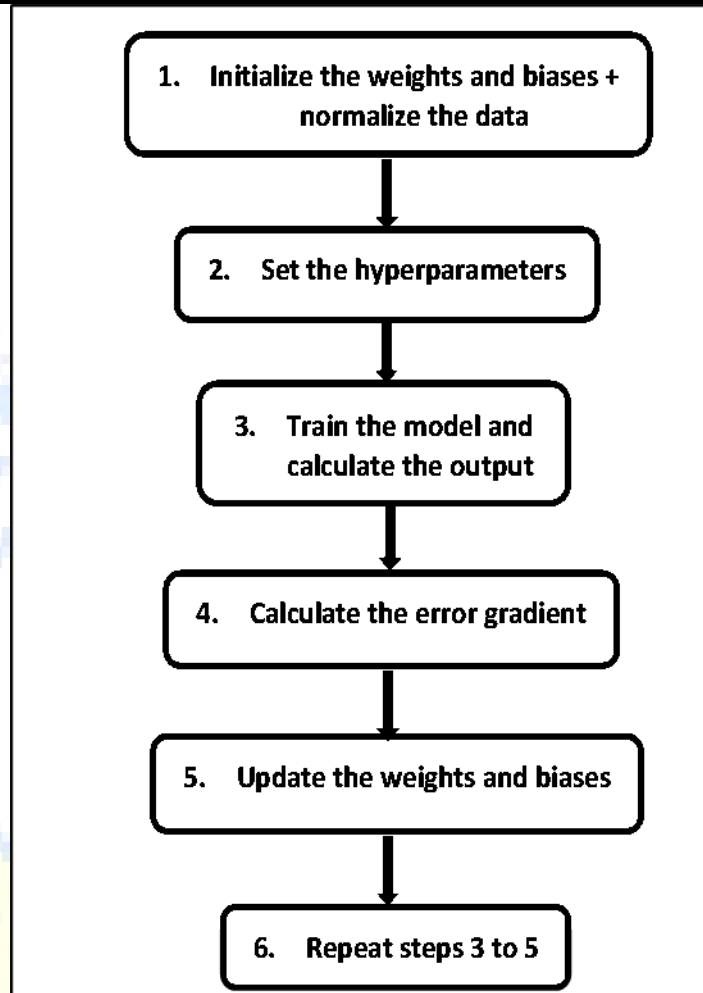 1. Initialize the weights and biases +
normalize the data
2. Set the hyperparameters
3. Train the model and
calculate the output
4. Calculate the error gradient
5. Update the weights and biases
6. Repeat steps 3 to 5